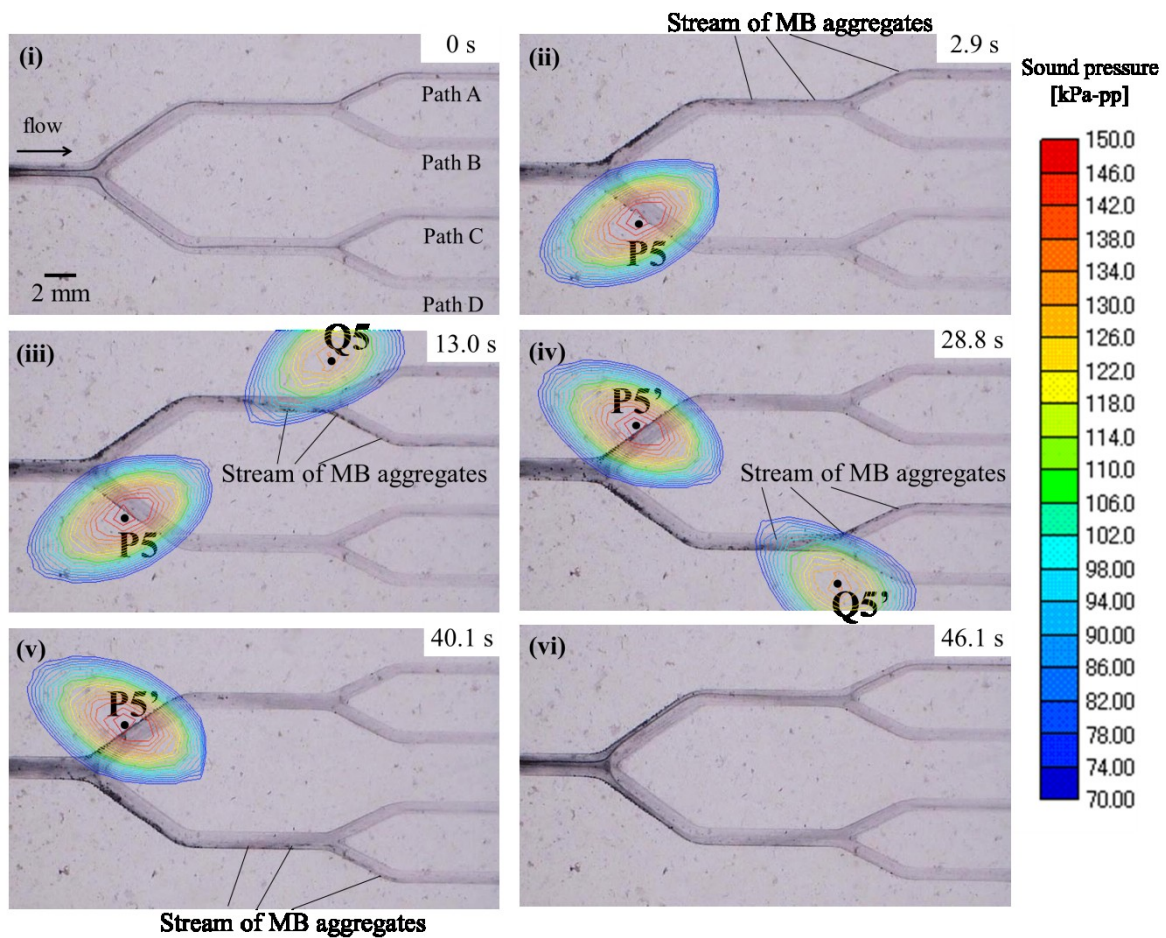 (i)
0 s
flow
Path A
Path B
Path C
Path D
2 mm
Stream of MB aggregates
(ii)
2.9 s
P5
(iii)
Q5
13.0 s
Stream of MB aggregates
P5
(iv)
28.8 s
P5’
Stream of MB aggregates
Q5’
(v)
40.1 s
P5’
Stream of MB aggregates
(vi)
46.1 s
Sound pressure
[kPa-pp]
150.0
146.0
142.0
138.0
134.0
130.0
126.0
122.0
118.0
114.0
110.0
106.0
102.0
98.00
94.00
90.00
86.00
82.00
78.00
74.00
70.00